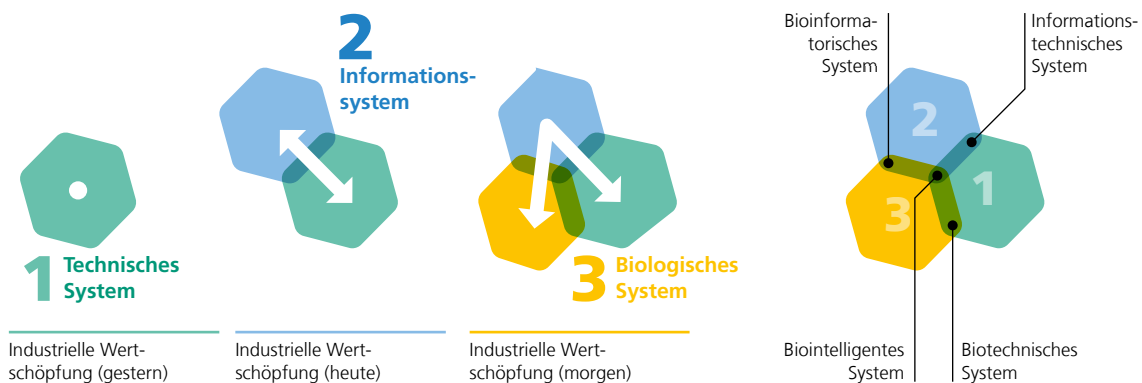 2
Informations-
system
1
Technisches
System
3
Biologisches
System
Industrielle Wert-
schöpfung (gestern)
Industrielle Wert-
schöpfung (heute)
Industrielle Wert-
schöpfung (morgen)
Bioinforma-
torisches
System
Informations-
technisches
System
2
1
3
Biointelligentes
System
Biotechnisches
System